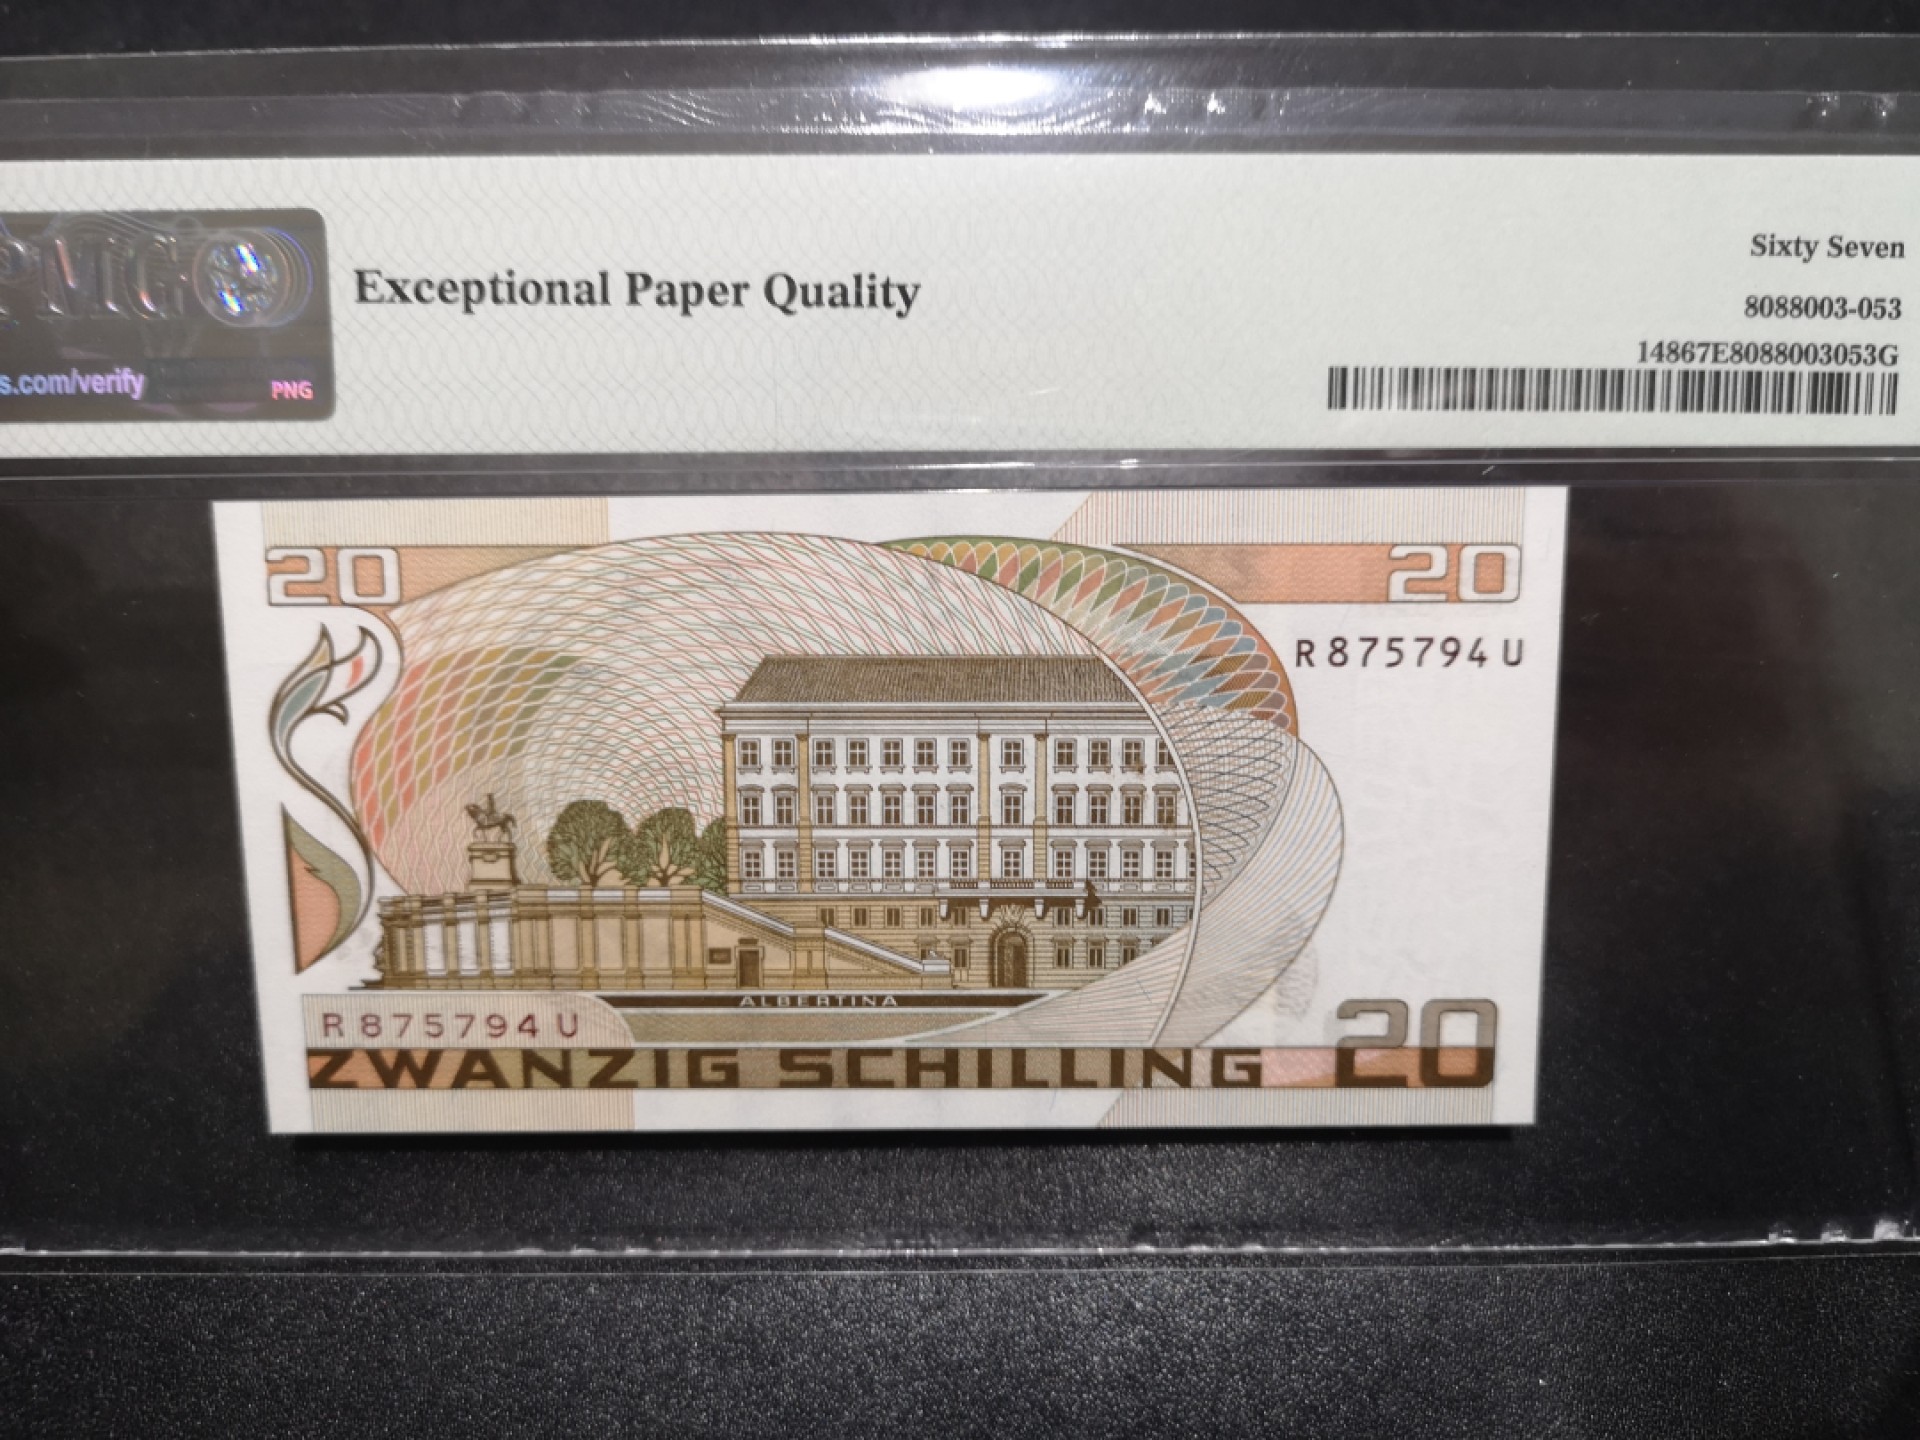 PMG
s.com/verify
PNG
Exceptional Paper Quality
Sixty Seven
8088003-053
14867E8088003053G
20
20
R 875794 U
ALBERTINA
R 875794 U
ZWANZIG SCHILLING 20